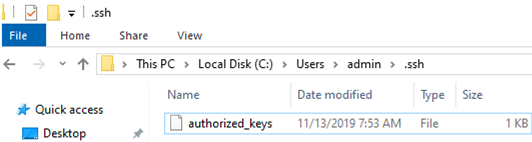 .ssh
File Home Share View
This PC > Local Disk (C:) > Users > admin > .ssh
Quick access
Desktop
Name Date modified Type Size
authorized_keys 11/13/2019 7:53 AM File 1 KB